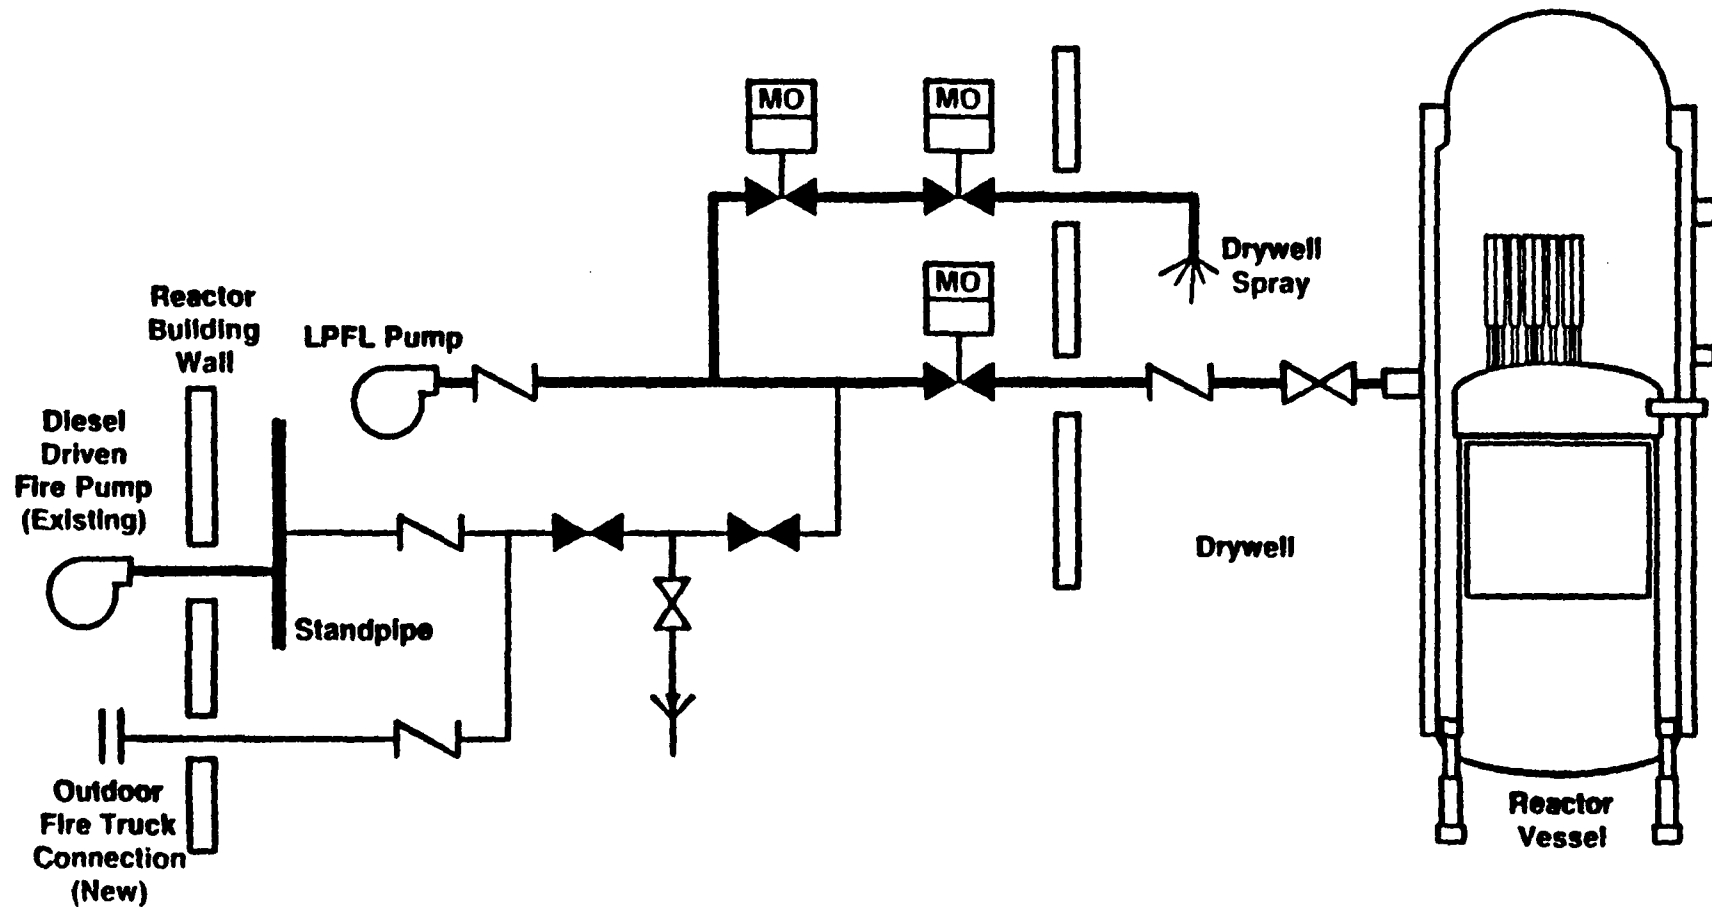 MO
MO
Drywell
Spray
MO
Reactor
Building
Wall
LPFL Pump
Diesel
Driven
Fire Pump
(Existing)
Drywell
Standpipe
Outdoor
Fire Truck
Connection
(New)
Reactor
Vessel